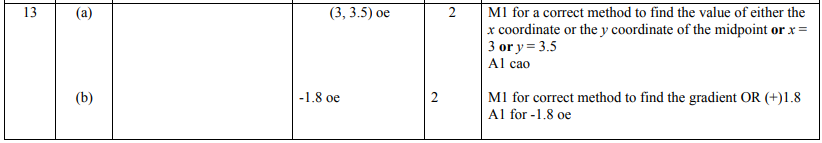 13 (a) (3, 3.5) oe 2 M1 for a correct method to find the value of either the
x coordinate or the y coordinate of the midpoint or x =
3 or y = 3.5
A1 cao
(b) -1.8 oe 2 M1 for correct method to find the gradient OR (+)1.8
A1 for -1.8 oe